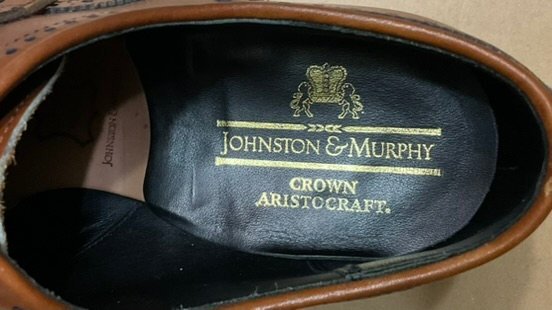 JOHNSTON & MURPHY
CROWN
ARISTOCRAFT®
JOHNSTON &